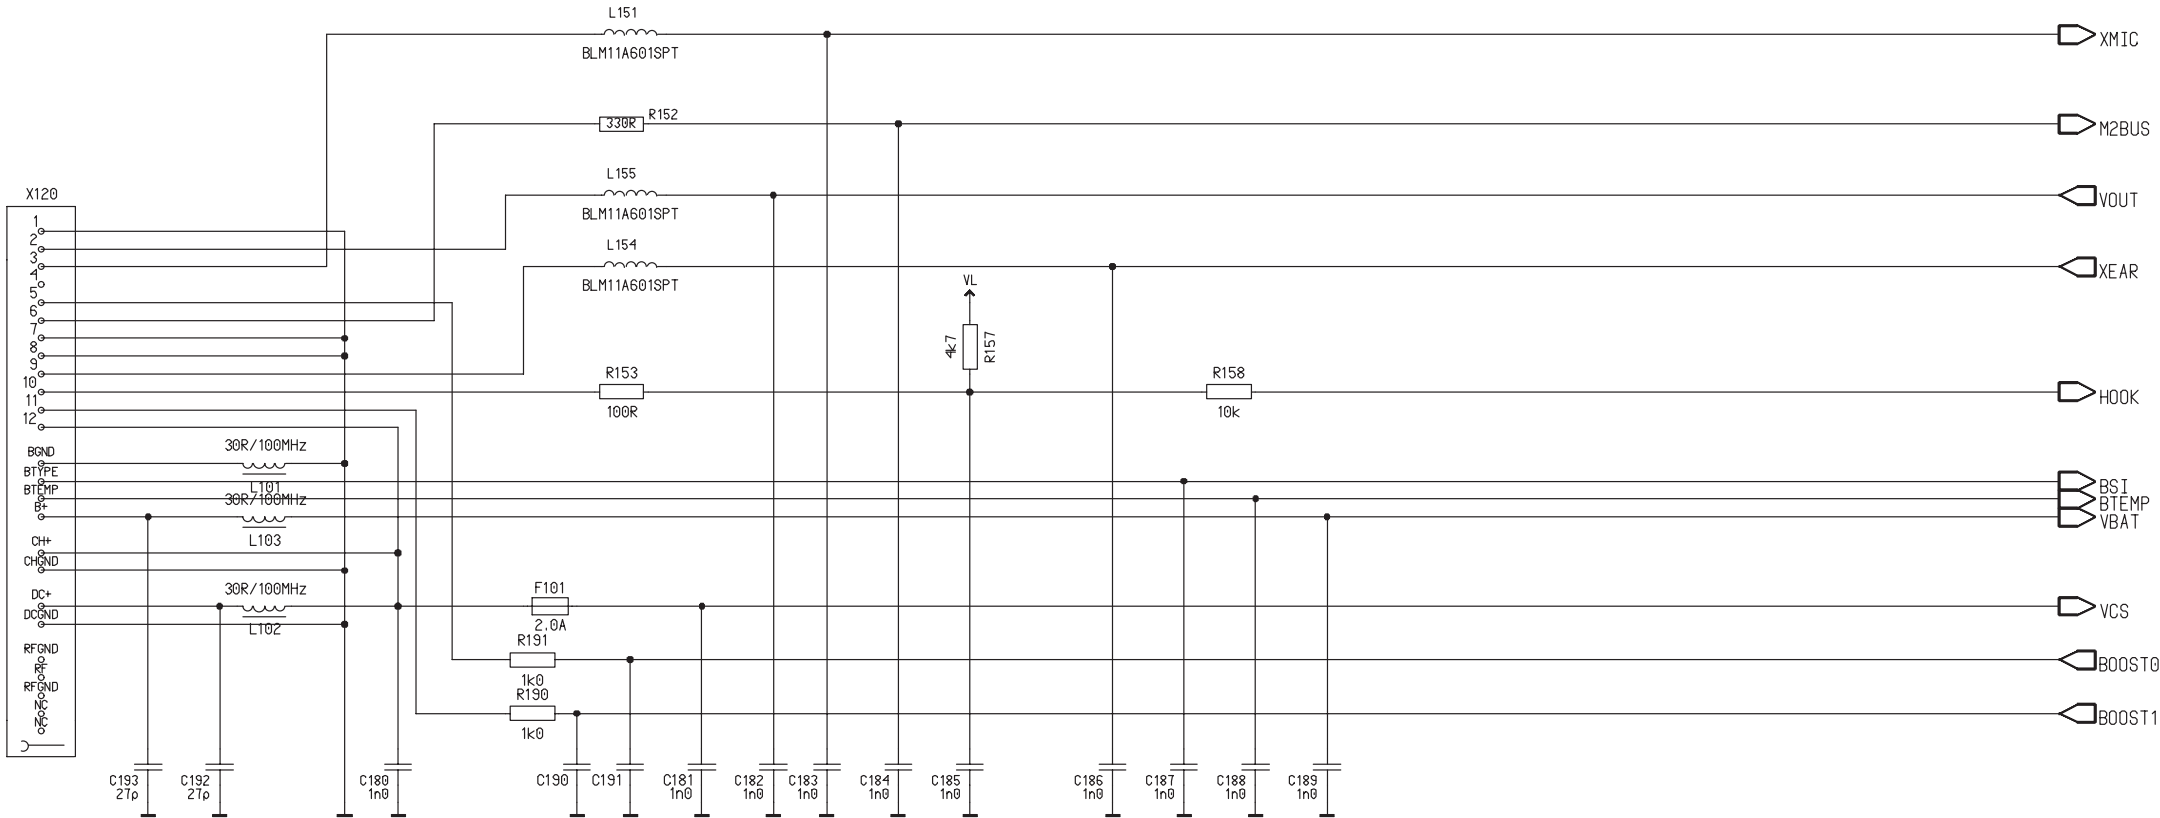 L151
BLM11A601SPT
XMIC
330R
R152
M2BUS
L155
BLM11A601SPT
VOUT
L154
BLM11A601SPT
XEAR
X120
1
2
3
4
5
6
7
8
9
10
11
12
BGND
BTYPE
BTEMP
B+
CH+
CHGND
DC+
DCGND
RFGND
RF
RFGND
NC
NC
VL
4k7
R157
R153
100R
R158
10k
HOOK
30R/100MHz
L101
30R/100MHz
L103
BSI
BTEMP
VBAT
30R/100MHz
L102
F101
2.0A
VCS
R191
1k0
BOOST0
R190
1k0
BOOST1
C193
27p
C192
27p
C180
1n0
C190
C191
C181
1n0
C182
1n0
C183
1n0
C184
1n0
C185
1n0
C186
1n0
C187
1n0
C188
1n0
C189
1n0